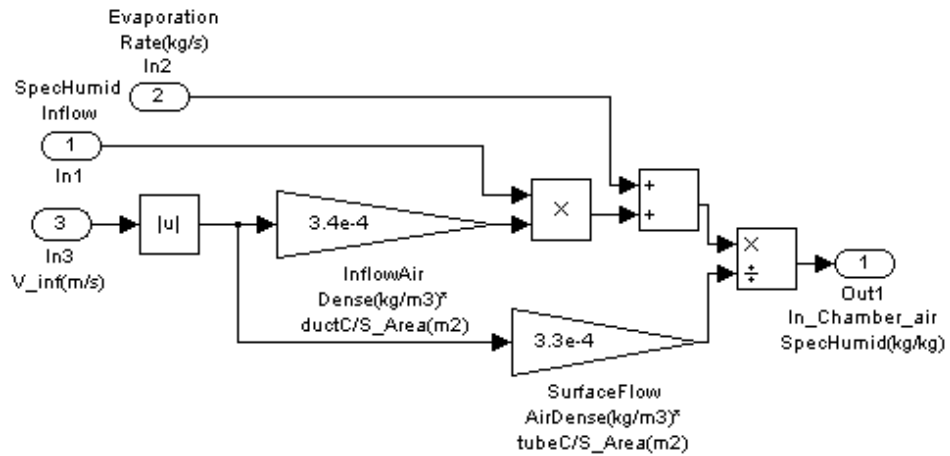 Evaporation
Rate(kg/s)
In2
2
SpecHumid
Inflow
1
In1
3
In3
V_inf(m/s)
|u|
3.4e-4
InflowAir
Dense(kg/m3)*
ductC/S_Area(m2)
×
+
+
×
÷
1
Out1
In_Chamber_air
SpecHumid(kg/kg)
3.3e-4
SurfaceFlow
AirDense(kg/m3)*
tubeC/S_Area(m2)